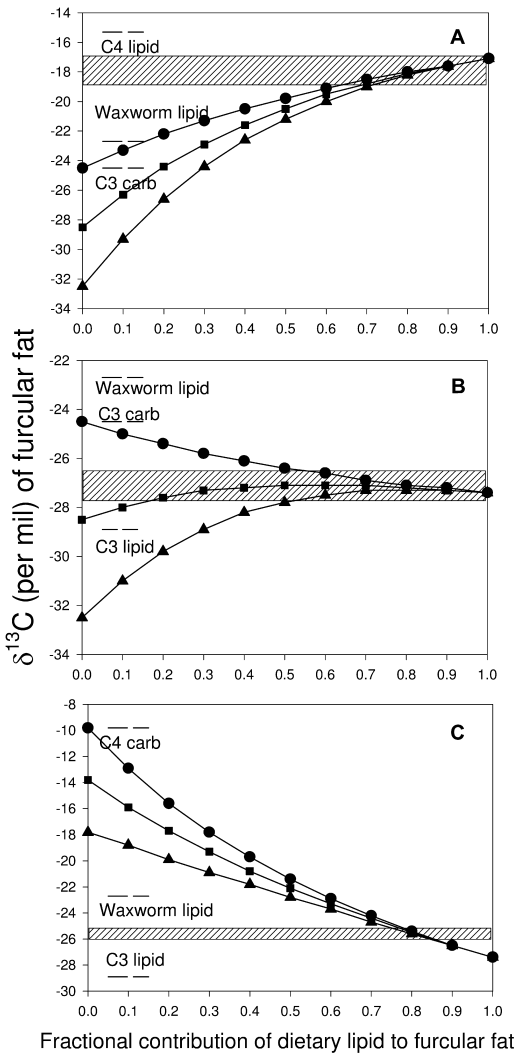 δ13C (per mil) of furcular fat
A
-14
-16
-18
-20
-22
-24
-26
-28
-30
-32
-34
C4 lipid
Waxworm lipid
C3 carb
0.0 0.1 0.2 0.3 0.4 0.5 0.6 0.7 0.8 0.9 1.0
B
-22
-24
-26
-28
-30
-32
-34
Waxworm lipid
C3 carb
C3 lipid
0.0 0.1 0.2 0.3 0.4 0.5 0.6 0.7 0.8 0.9 1.0
C
-8
-10
-12
-14
-16
-18
-20
-22
-24
-26
-28
-30
C4 carb
Waxworm lipid
C3 lipid
0.0 0.1 0.2 0.3 0.4 0.5 0.6 0.7 0.8 0.9 1.0
Fractional contribution of dietary lipid to furcular fat